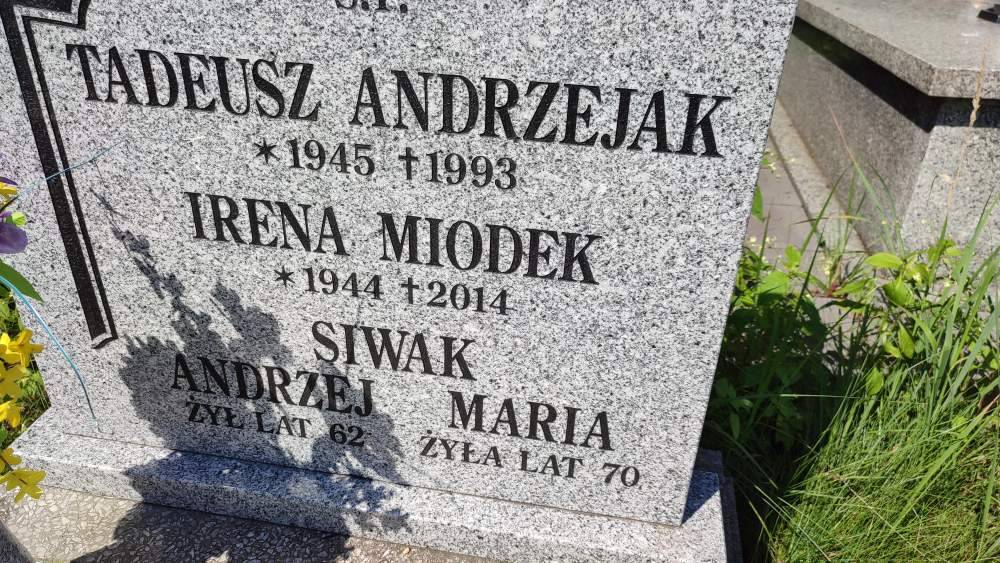 Ś.P.
TADEUSZ ANDRZEJAK
*1945 †1993
IRENA MIODEK
*1944 †2014
SIWAK
ANDRZEJ MARIA
ŻYŁ LAT 62 ŻYŁA LAT 70